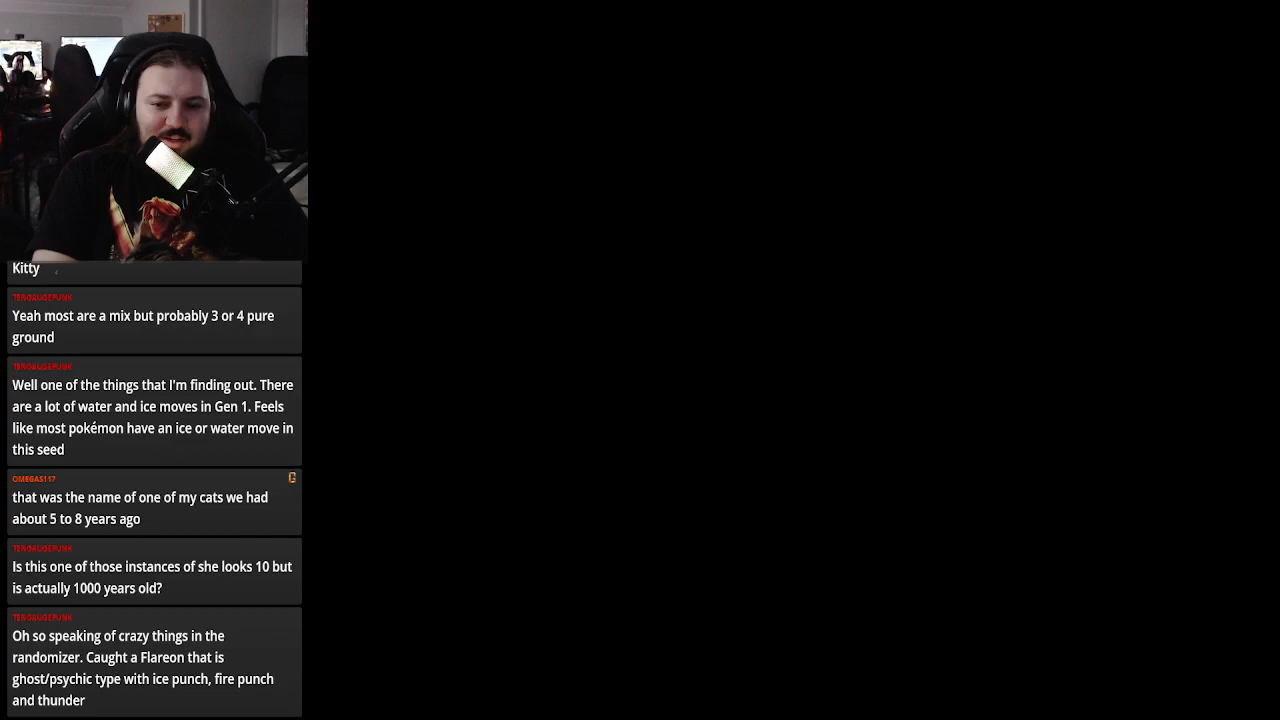 Kitty
TENGAUGEPUNK
Yeah most are a mix but probably 3 or 4 pure
ground
TENGAUGEPUNK
Well one of the things that I'm finding out. There
are a lot of water and ice moves in Gen 1. Feels
like most pokémon have an ice or water move in
this seed
OMEGAS117
that was the name of one of my cats we had
about 5 to 8 years ago
TENGAUGEPUNK
Is this one of those instances of she looks 10 but
is actually 1000 years old?
TENGAUGEPUNK
Oh so speaking of crazy things in the
randomizer. Caught a Flareon that is
ghost/psychic type with ice punch, fire punch
and thunder